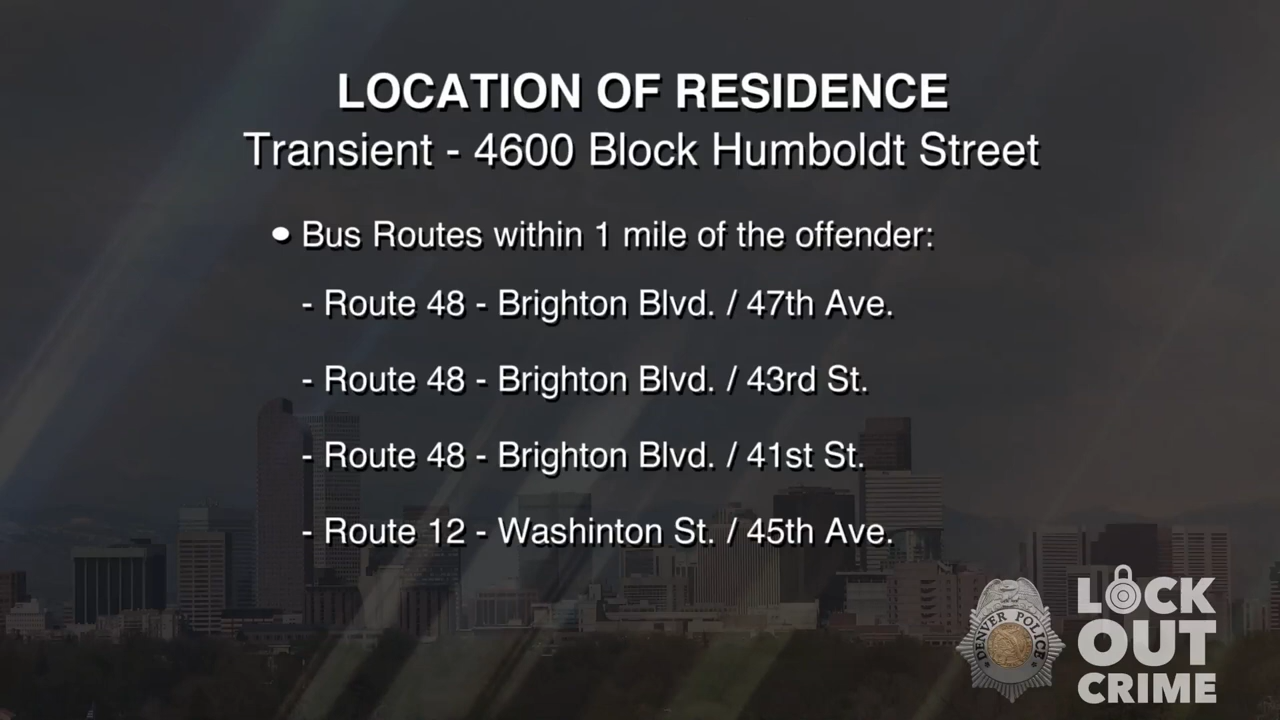 LOCATION OF RESIDENCE
Transient - 4600 Block Humboldt Street
• Bus Routes within 1 mile of the offender:
- Route 48 - Brighton Blvd. / 47th Ave.
- Route 48 - Brighton Blvd. / 43rd St.
- Route 48 - Brighton Blvd. / 41st St.
- Route 12 - Washinton St. / 45th Ave.
DENVER POLICE
LOCK
OUT
CRIME